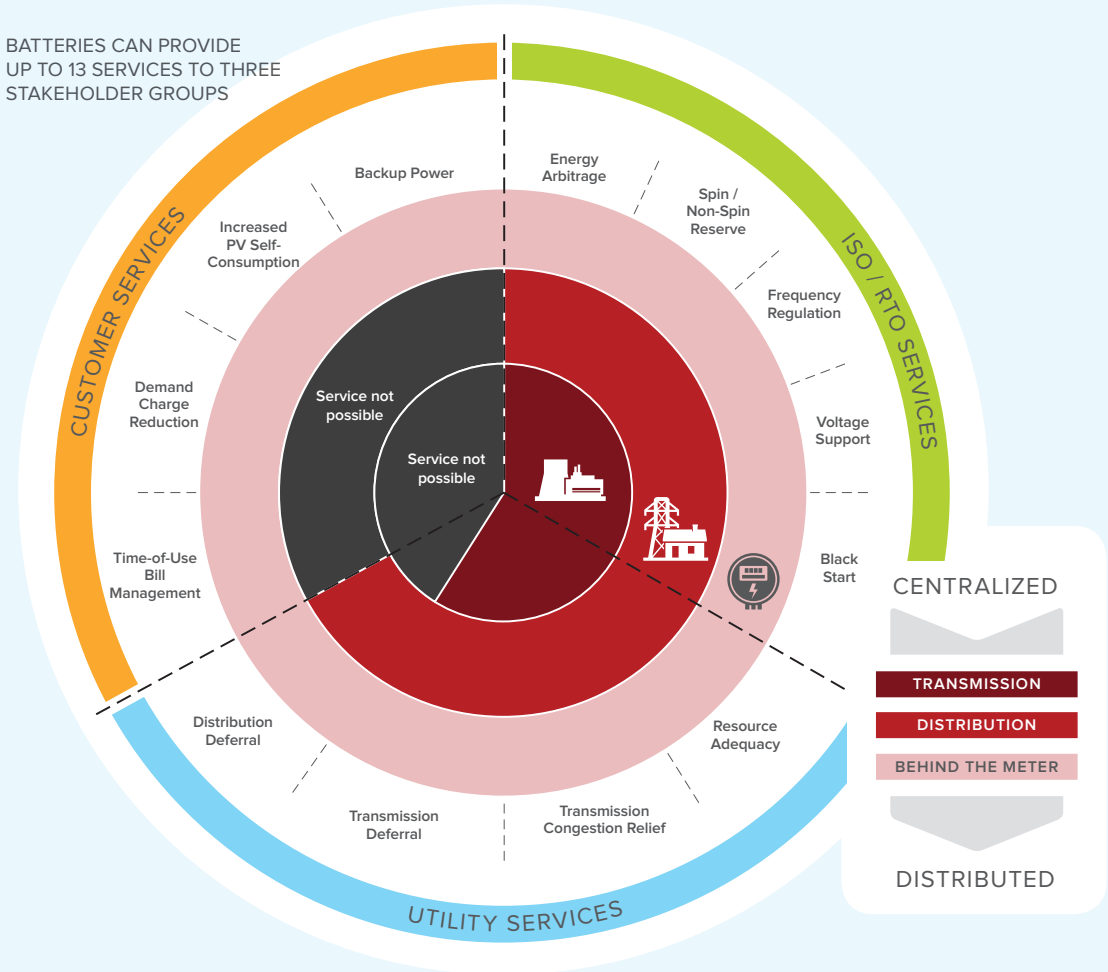 BATTERIES CAN PROVIDE
UP TO 13 SERVICES TO THREE
STAKEHOLDER GROUPS
CUSTOMER SERVICES
ISO / RTO SERVICES
UTILITY SERVICES
Backup Power
Energy
Arbitrage
Spin /
Non-Spin
Reserve
Frequency
Regulation
Voltage
Support
Black
Start
Resource
Adequacy
Transmission
Congestion Relief
Transmission
Deferral
Distribution
Deferral
Time-of-Use
Bill
Management
Demand
Charge
Reduction
Increased
PV Self-
Consumption
Service not
possible
Service not
possible
CENTRALIZED
TRANSMISSION
DISTRIBUTION
BEHIND THE METER
DISTRIBUTED